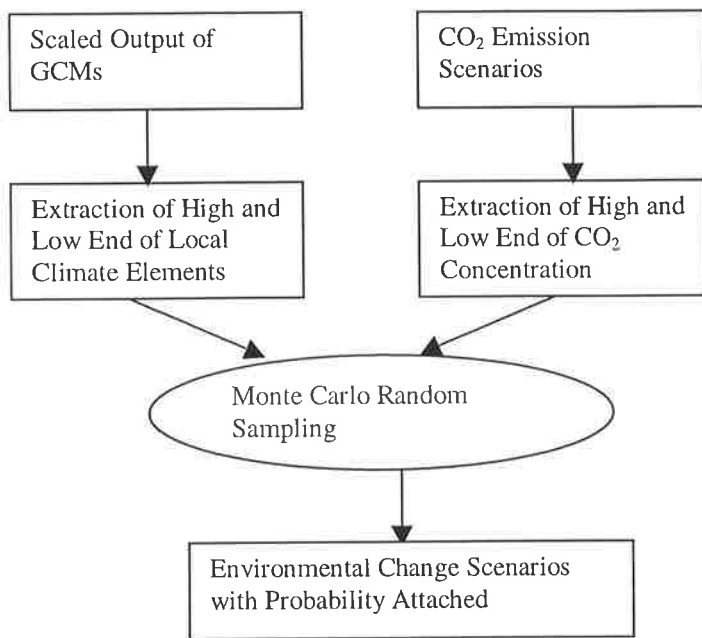 Scaled Output of
GCMs
CO₂ Emission
Scenarios
Extraction of High and
Low End of Local
Climate Elements
Extraction of High and
Low End of CO₂
Concentration
Monte Carlo Random
Sampling
Environmental Change Scenarios
with Probability Attached